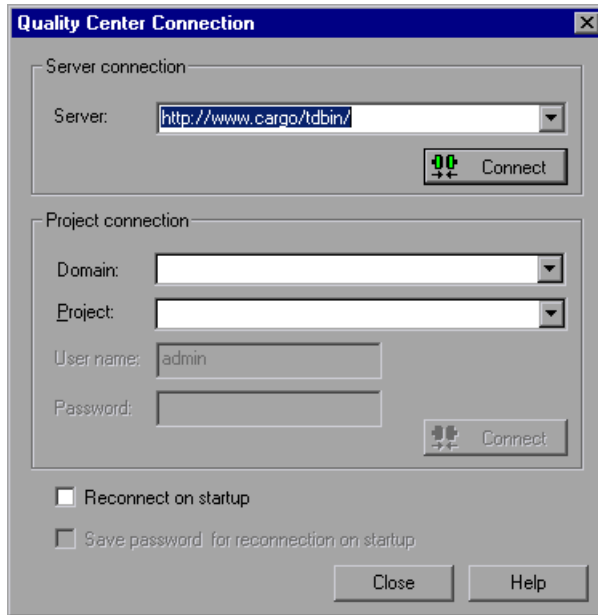 Quality Center Connection
Server connection
Server: http://www.cargo/tdbin/
Connect
Project connection
Domain:
Project:
User name: admin
Password:
Connect
Reconnect on startup
Save password for reconnection on startup
Close Help